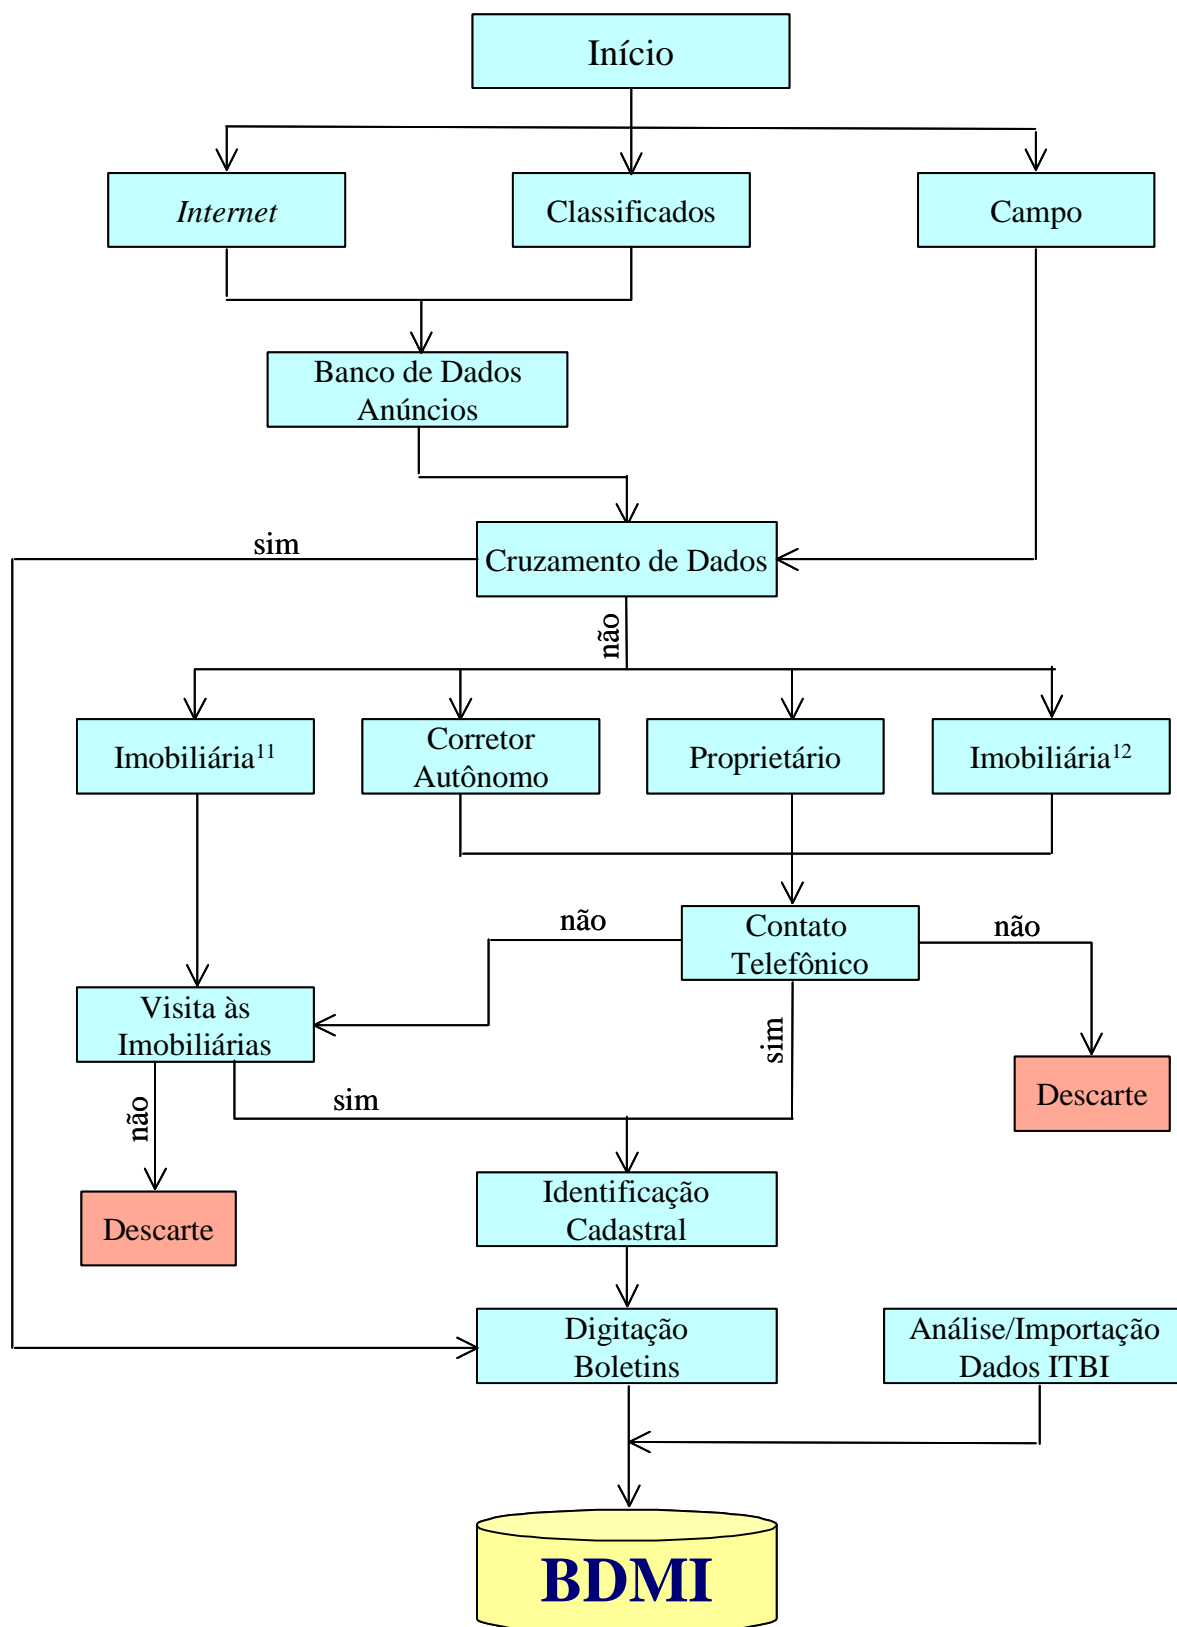 Início
Internet
Classificados
Campo
Banco de Dados
Anúncios
sim
Cruzamento de Dados
não
Imobiliária¹¹
Corretor
Autônomo
Proprietário
Imobiliária¹²
não
Contato
Telefônico
não
Visita às
Imobiliárias
sim
não
sim
Descarte
Descarte
Identificação
Cadastral
Digitação
Boletins
Análise/Importação
Dados ITBI
BDMI